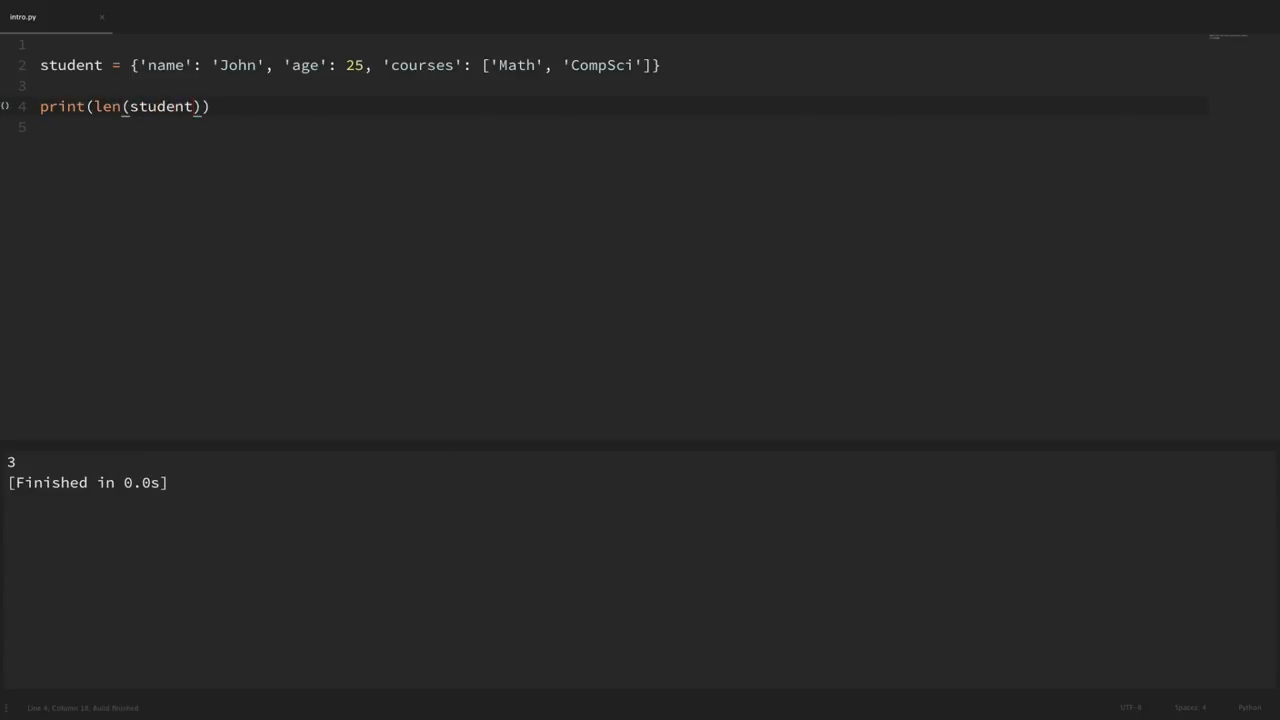 intro.py ×
1
2 student = {'name': 'John', 'age': 25, 'courses': ['Math', 'CompSci']}
3
{} 4 print(len(student))
5
3
[Finished in 0.0s]
Line 4, Column 18, Build finished UTF-8 Spaces: 4 Python